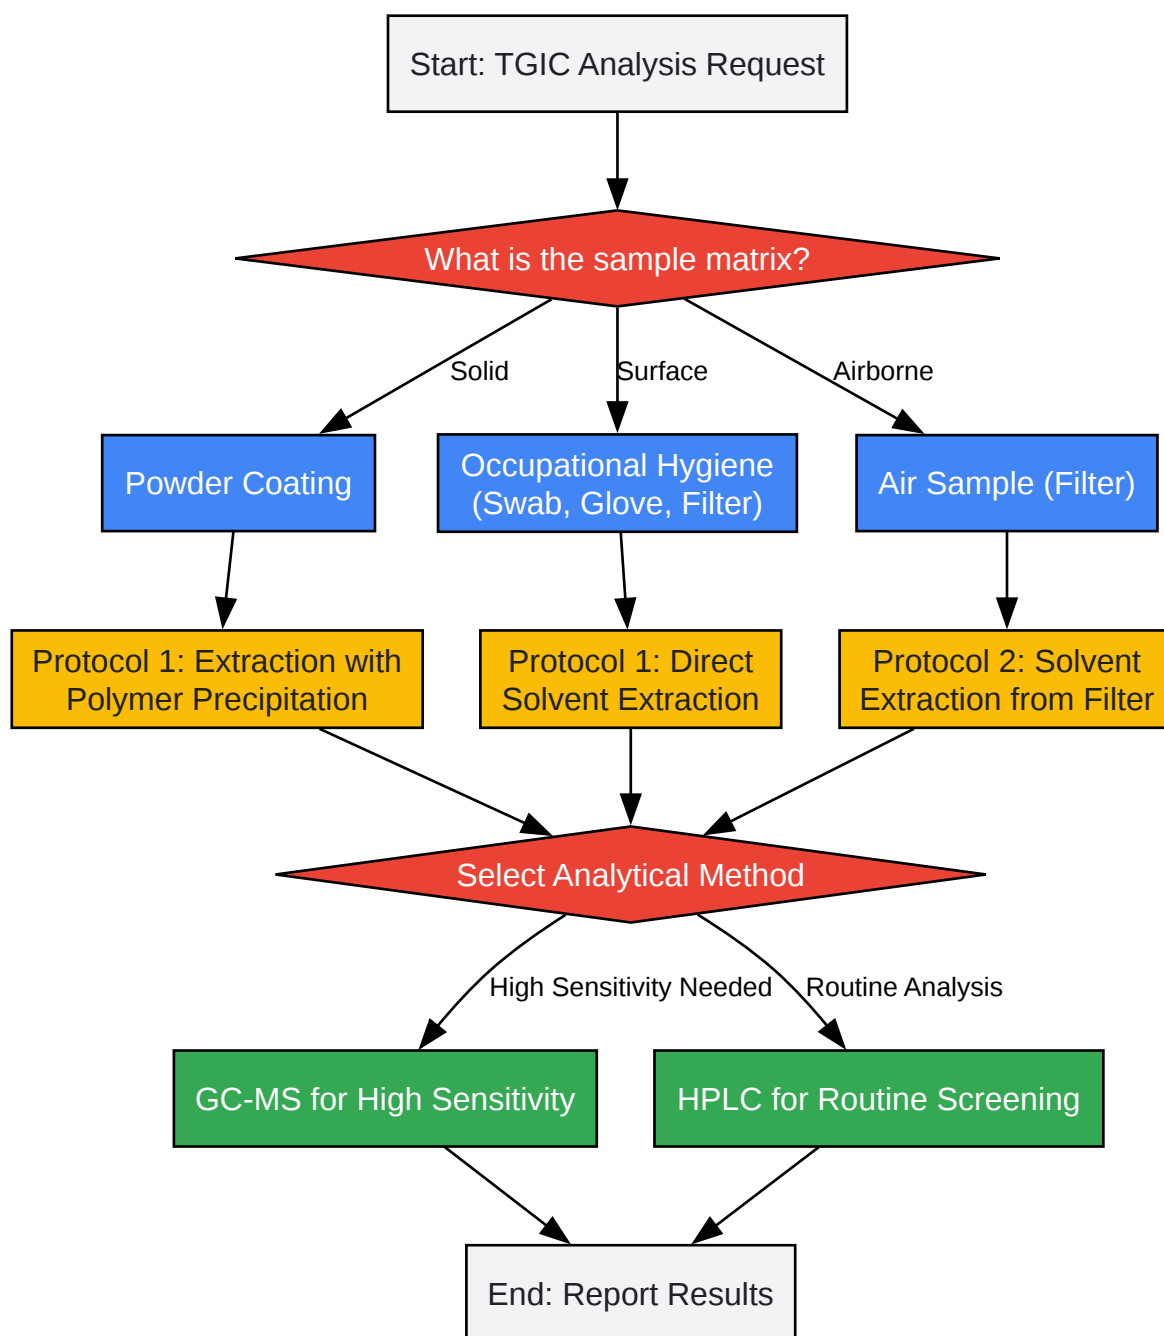 Start: TGIC Analysis Request
What is the sample matrix?
Solid
Surface
Airborne
Powder Coating
Occupational Hygiene
(Swab, Glove, Filter)
Air Sample (Filter)
Protocol 1: Extraction with
Polymer Precipitation
Protocol 1: Direct
Solvent Extraction
Protocol 2: Solvent
Extraction from Filter
Select Analytical Method
High Sensitivity Needed
Routine Analysis
GC-MS for High Sensitivity
HPLC for Routine Screening
End: Report Results